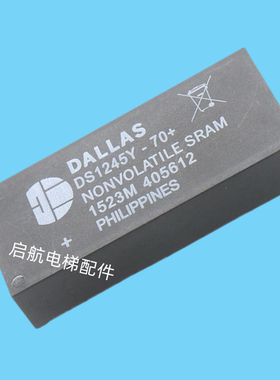 DALLAS
DS1245Y - 70+
NONVOLATILE SRAM
1523M 405612
PHILIPPINES
+
启航电梯配件